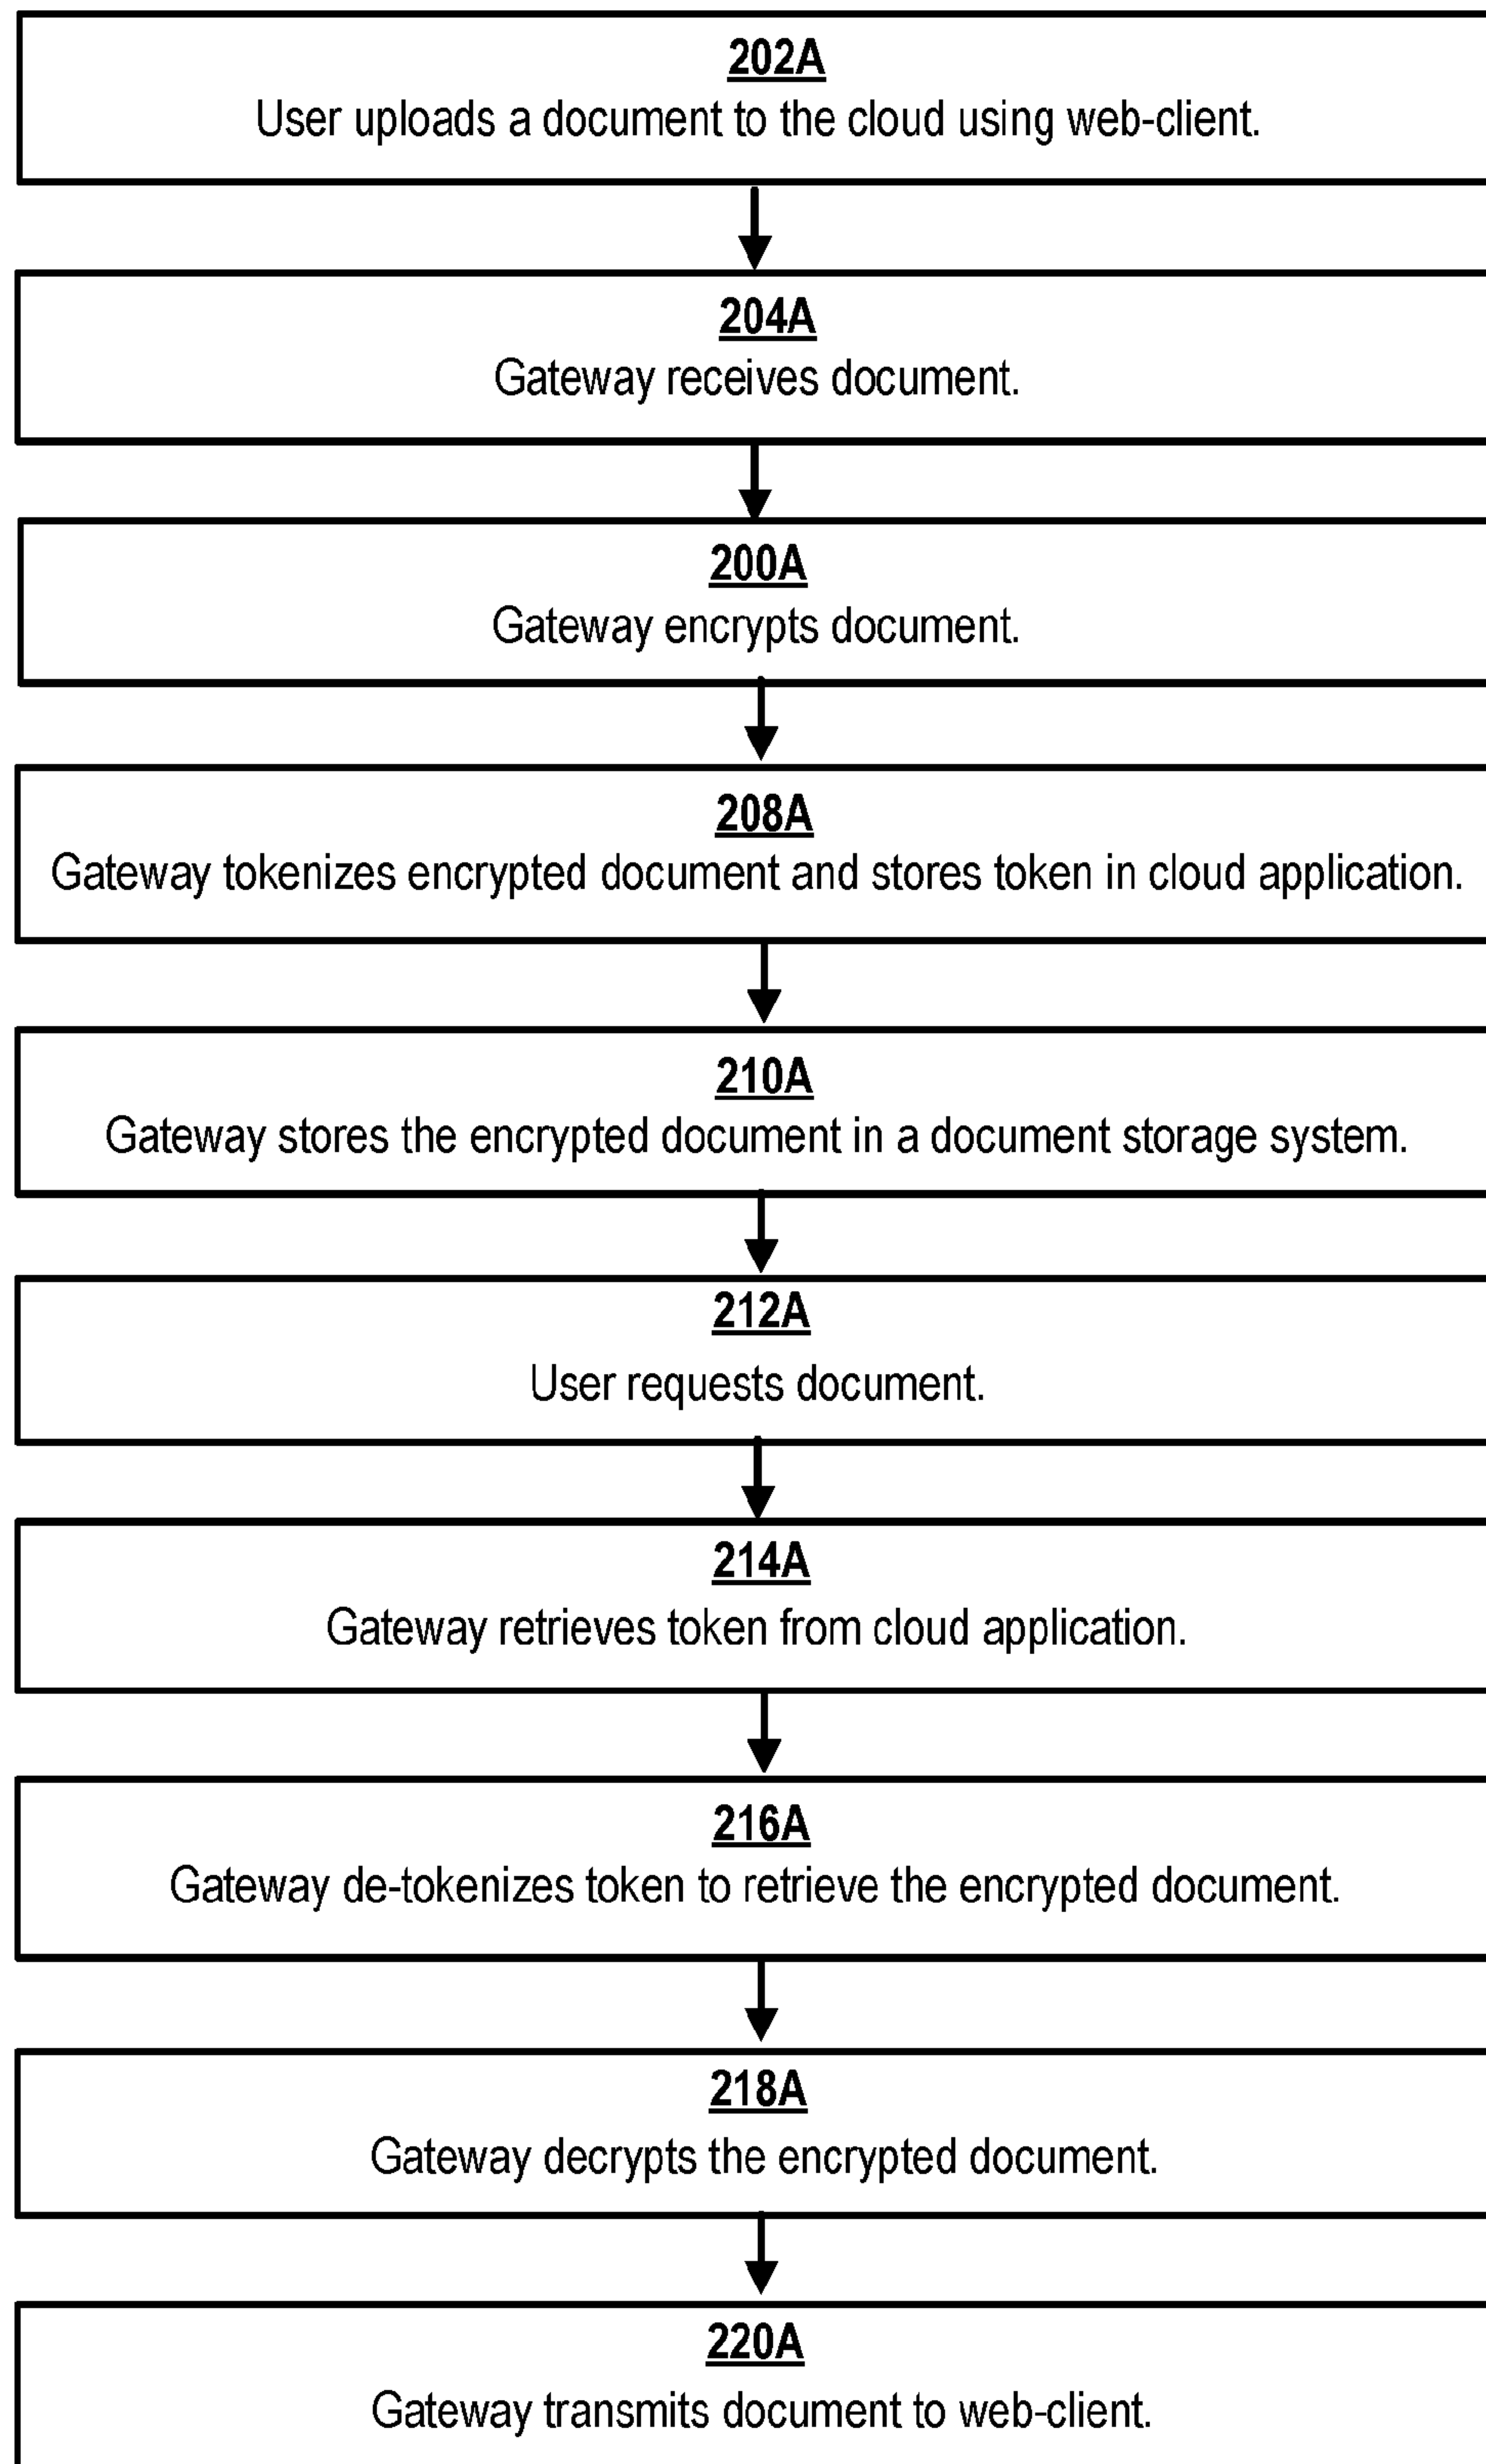 202A
User uploads a document to the cloud using web-client.
204A
Gateway receives document.
200A
Gateway encrypts document.
208A
Gateway tokenizes encrypted document and stores token in cloud application.
210A
Gateway stores the encrypted document in a document storage system.
212A
User requests document.
214A
Gateway retrieves token from cloud application.
216A
Gateway de-tokenizes token to retrieve the encrypted document.
218A
Gateway decrypts the encrypted document.
220A
Gateway transmits document to web-client.